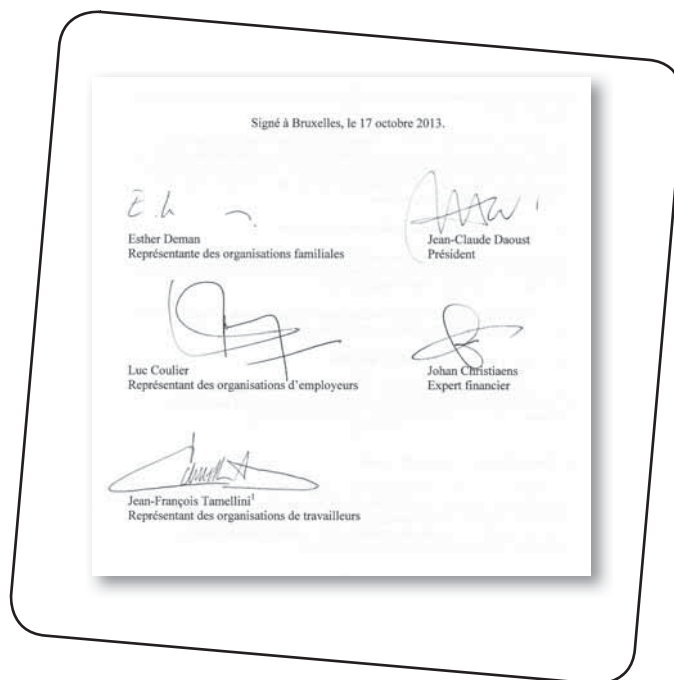 Signé à Bruxelles, le 17 octobre 2013.
Esther Deman
Représentante des organisations familiales
Jean-Claude Daoust
Président
Luc Coulier
Représentant des organisations d'employeurs
Johan Christiaens
Expert financier
Jean-François Tamellini¹
Représentant des organisations de travailleurs